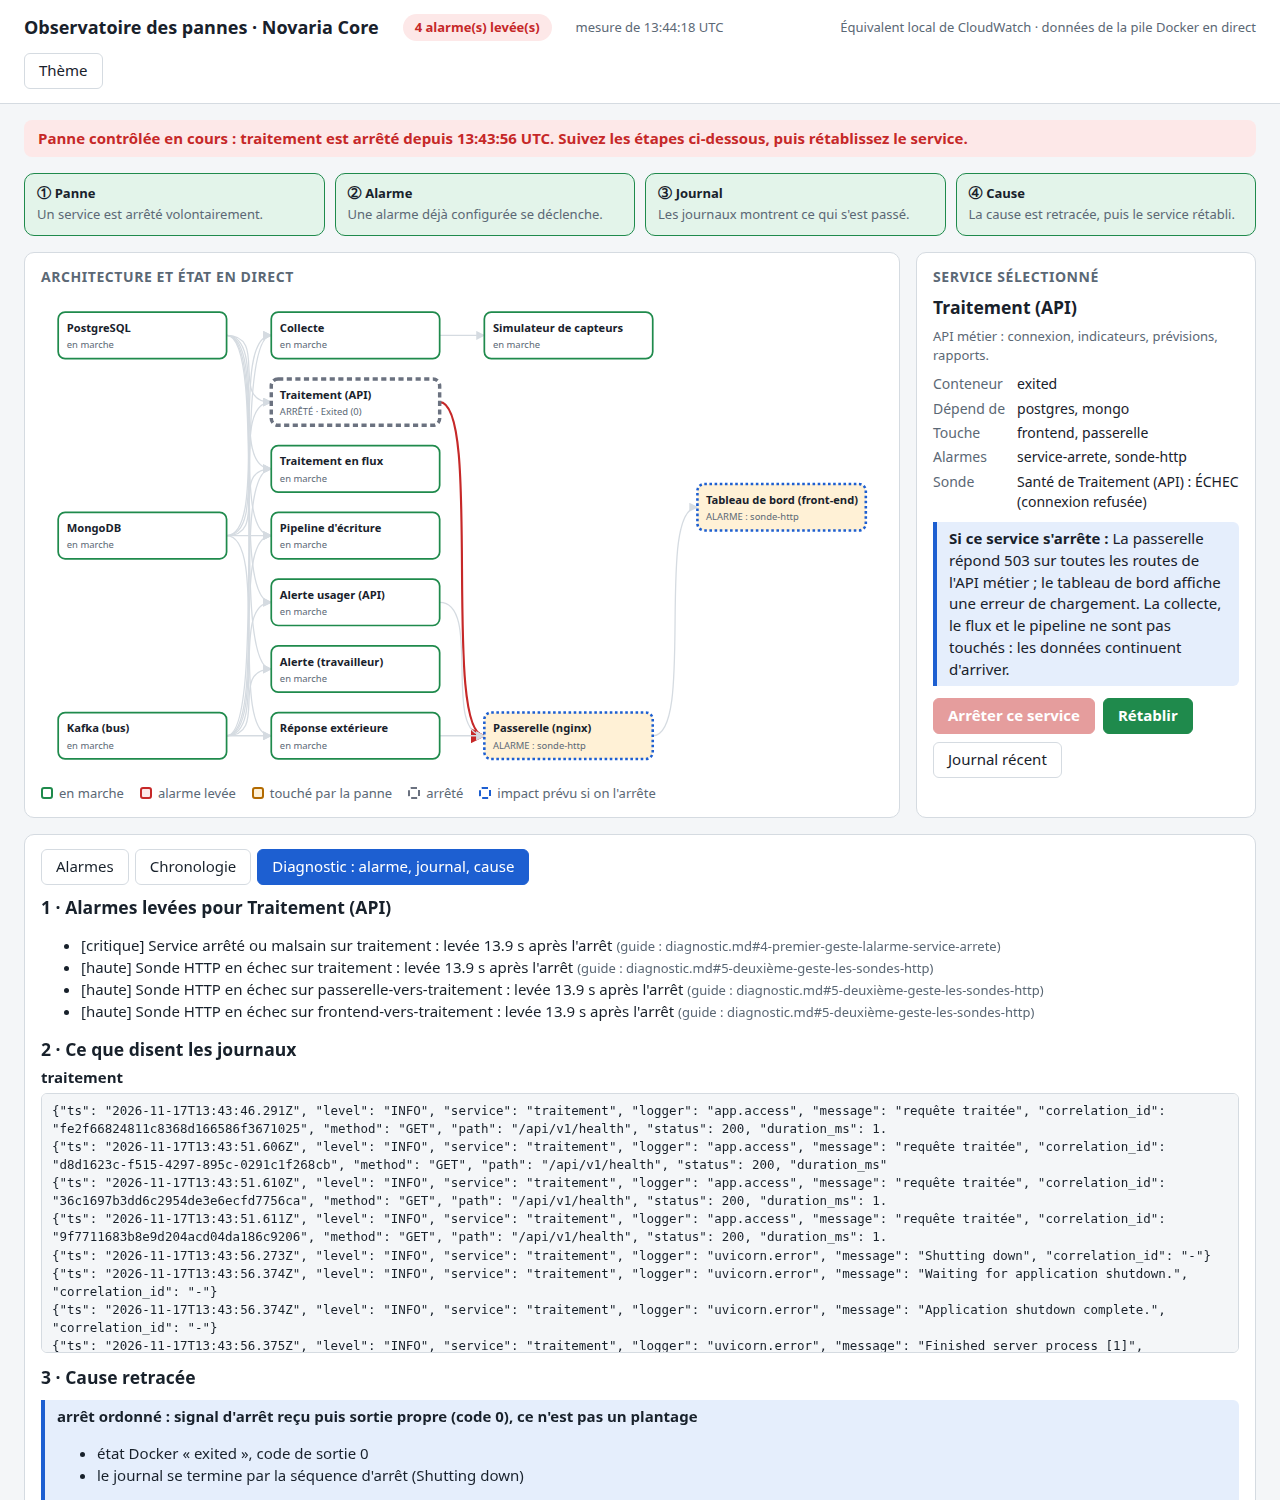 Observatoire des pannes · Novaria Core
4 alarme(s) levée(s)
mesure de 13:44:18 UTC
Équivalent local de CloudWatch · données de la pile Docker en direct
Thème
Panne contrôlée en cours : traitement est arrêté depuis 13:43:56 UTC. Suivez les étapes ci-dessous, puis rétablissez le service.
① Panne
Un service est arrêté volontairement.
② Alarme
Une alarme déjà configurée se déclenche.
③ Journal
Les journaux montrent ce qui s'est passé.
④ Cause
La cause est retracée, puis le service rétabli.
ARCHITECTURE ET ÉTAT EN DIRECT
PostgreSQL
en marche
Collecte
en marche
Simulateur de capteurs
en marche
Traitement (API)
ARRÊTÉ · Exited (0)
Traitement en flux
en marche
Tableau de bord (front-end)
ALARME : sonde-http
MongoDB
en marche
Pipeline d'écriture
en marche
Alerte usager (API)
en marche
Alerte (travailleur)
en marche
Kafka (bus)
en marche
Réponse extérieure
en marche
Passerelle (nginx)
ALARME : sonde-http
en marche
alarme levée
touché par la panne
arrêté
impact prévu si on l'arrête
SERVICE SÉLECTIONNÉ
Traitement (API)
API métier : connexion, indicateurs, prévisions,
rapports.
Conteneur exited
Dépend de postgres, mongo
Touche frontend, passerelle
Alarmes service-arrete, sonde-http
Sonde Santé de Traitement (API) : ÉCHEC
(connexion refusée)
Si ce service s'arrête : La passerelle
répond 503 sur toutes les routes de
l'API métier ; le tableau de bord affiche
une erreur de chargement. La collecte,
le flux et le pipeline ne sont pas
touchés : les données continuent
d'arriver.
Arrêter ce service
Rétablir
Journal récent
Alarmes
Chronologie
Diagnostic : alarme, journal, cause
1 · Alarmes levées pour Traitement (API)
• [critique] Service arrêté ou malsain sur traitement : levée 13.9 s après l'arrêt (guide : diagnostic.md#4-premier-geste-lalarme-service-arrete)
• [haute] Sonde HTTP en échec sur traitement : levée 13.9 s après l'arrêt (guide : diagnostic.md#5-deuxième-geste-les-sondes-http)
• [haute] Sonde HTTP en échec sur passerelle-vers-traitement : levée 13.9 s après l'arrêt (guide : diagnostic.md#5-deuxième-geste-les-sondes-http)
• [haute] Sonde HTTP en échec sur frontend-vers-traitement : levée 13.9 s après l'arrêt (guide : diagnostic.md#5-deuxième-geste-les-sondes-http)
2 · Ce que disent les journaux
traitement
{"ts": "2026-11-17T13:43:46.291Z", "level": "INFO", "service": "traitement", "logger": "app.access", "message": "requête traitée", "correlation_id":
"fe2f66824811c8368d166586f3671025", "method": "GET", "path": "/api/v1/health", "status": 200, "duration_ms": 1.
{"ts": "2026-11-17T13:43:51.606Z", "level": "INFO", "service": "traitement", "logger": "app.access", "message": "requête traitée", "correlation_id":
"d8d1623c-f515-4297-895c-0291c1f268cb", "method": "GET", "path": "/api/v1/health", "status": 200, "duration_ms"
{"ts": "2026-11-17T13:43:51.610Z", "level": "INFO", "service": "traitement", "logger": "app.access", "message": "requête traitée", "correlation_id":
"36c1697b3dd6c2954de3e6ecfd7756ca", "method": "GET", "path": "/api/v1/health", "status": 200, "duration_ms": 1.
{"ts": "2026-11-17T13:43:51.611Z", "level": "INFO", "service": "traitement", "logger": "app.access", "message": "requête traitée", "correlation_id":
"9f7711683b8e9d204acd04da186c9206", "method": "GET", "path": "/api/v1/health", "status": 200, "duration_ms": 1.
{"ts": "2026-11-17T13:43:56.273Z", "level": "INFO", "service": "traitement", "logger": "uvicorn.error", "message": "Shutting down", "correlation_id": "-"}
{"ts": "2026-11-17T13:43:56.374Z", "level": "INFO", "service": "traitement", "logger": "uvicorn.error", "message": "Waiting for application shutdown.",
"correlation_id": "-"}
{"ts": "2026-11-17T13:43:56.374Z", "level": "INFO", "service": "traitement", "logger": "uvicorn.error", "message": "Application shutdown complete.",
"correlation_id": "-"}
{"ts": "2026-11-17T13:43:56.375Z", "level": "INFO", "service": "traitement", "logger": "uvicorn.error", "message": "Finished server process [1]",
3 · Cause retracée
arrêt ordonné : signal d'arrêt reçu puis sortie propre (code 0), ce n'est pas un plantage
• état Docker « exited », code de sortie 0
• le journal se termine par la séquence d'arrêt (Shutting down)